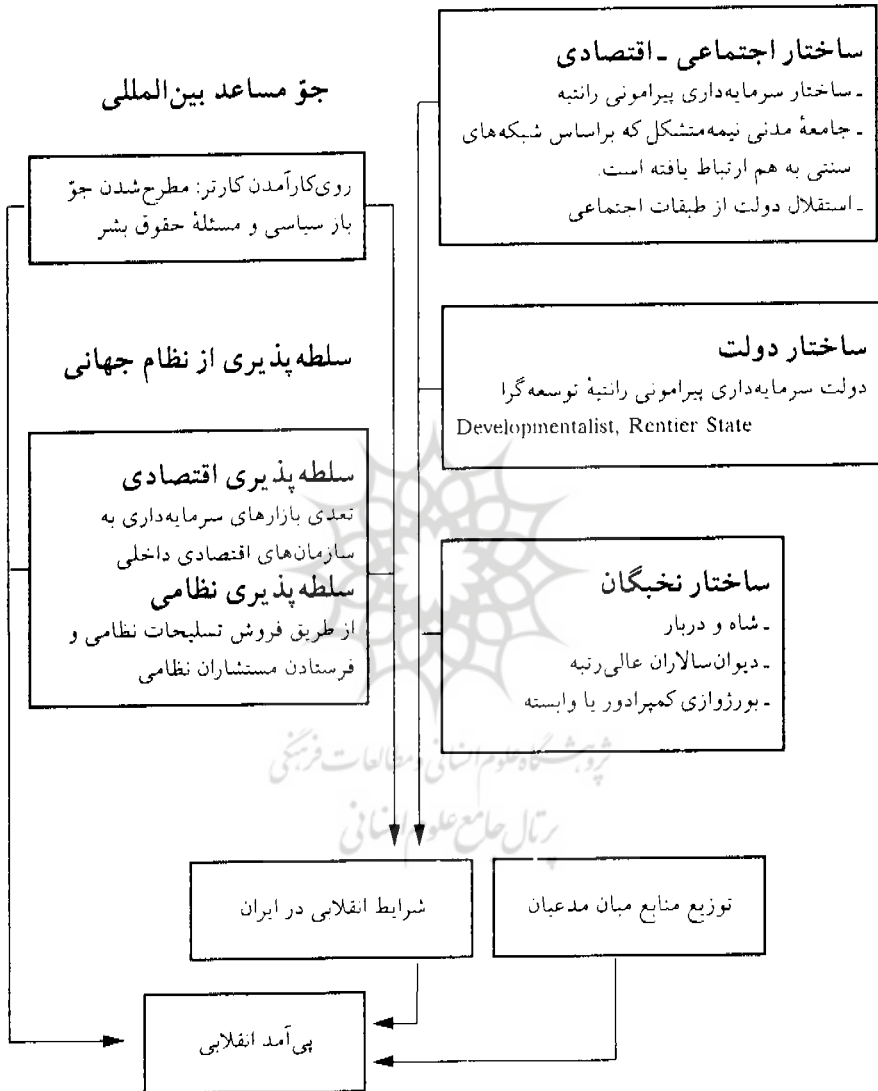 ساختار اجتماعی ـ اقتصادی
ـ ساختار سرمایه‌داری پیرامونی رانتیه
ـ جامعهٔ مدنی نیمه‌متشکل که براساس شبکه‌های
سنتی به هم ارتباط یافته است.
ـ استقلال دولت از طبقات اجتماعی
ساختار دولت
دولت سرمایه‌داری پیرامونی رانتیهٔ توسعه‌گرا
Developmentalist, Rentier State
ساختار نخبگان
ـ شاه و دربار
ـ دیوان‌سالاران عالی‌رتبه
ـ بورژوازی کمپرادور یا وابسته
جوّ مساعد بین‌المللی
روی‌کارآمدن کارتر: مطرح‌شدن جوّ
باز سیاسی و مسئلهٔ حقوق بشر
سلطه‌پذیری از نظام جهانی
سلطه‌پذیری اقتصادی
تعدی بازارهای سرمایه‌داری به
سازمان‌های اقتصادی داخلی
سلطه‌پذیری نظامی
از طریق فروش تسلیحات نظامی و
فرستادن مستشاران نظامی
پژوهشگاه علوم انسانی و مطالعات فرهنگی
پرتال جامع علوم انسانی
توزیع منابع میان مدعیان
شرایط انقلابی در ایران
پی‌آمد انقلابی